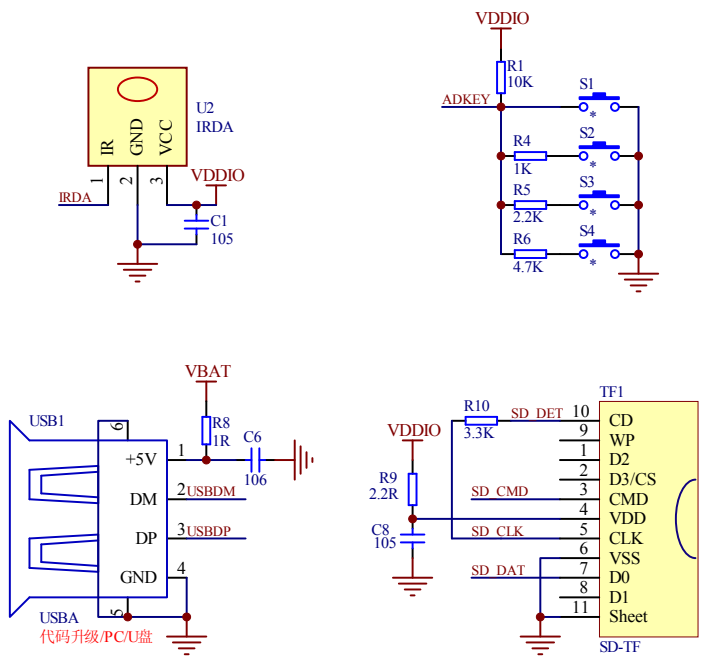 U2
IRDA
IR
GND
VCC
1
2
3
IRDA
VDDIO
C1
105
VDDIO
R1
10K
ADKEY
S1
*
R4
1K
S2
*
R5
2.2K
S3
*
R6
4.7K
S4
*
VBAT
R8
1R
C6
106
USB1
6
+5V
1
DM
2
USBDM
DP
3
USBDP
GND
4
5
USBA
代码升级/PC/U盘
TF1
R10
3.3K
SD_DET
10
CD
9
WP
1
D2
2
D3/CS
SD_CMD
3
CMD
4
VDD
SD_CLK
5
CLK
6
VSS
SD_DAT
7
D0
8
D1
11
Sheet
SD-TF
VDDIO
R9
2.2R
C8
105